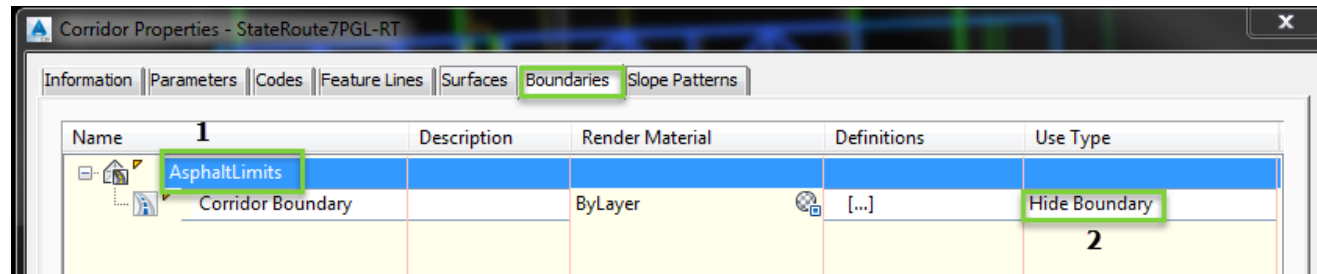 Corridor Properties - StateRoute7PGL-RT
x
Information Parameters Codes Feature Lines Surfaces Boundaries Slope Patterns
1
Name Description Render Material Definitions Use Type
AsphaltLimits
Corridor Boundary ByLayer [...] Hide Boundary
2